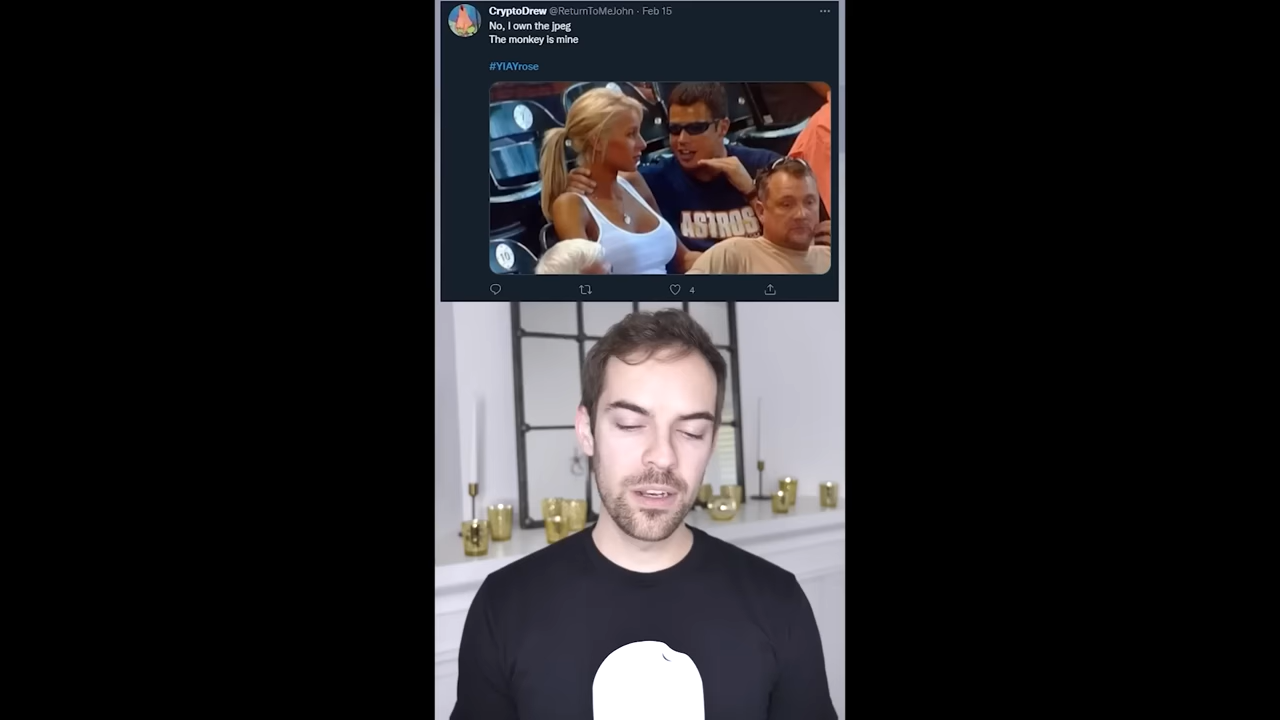 CryptoDrew @ReturnToMeJohn · Feb 15
No, I own the jpeg
The monkey is mine
#YIAYrose
ASTROS
10
4